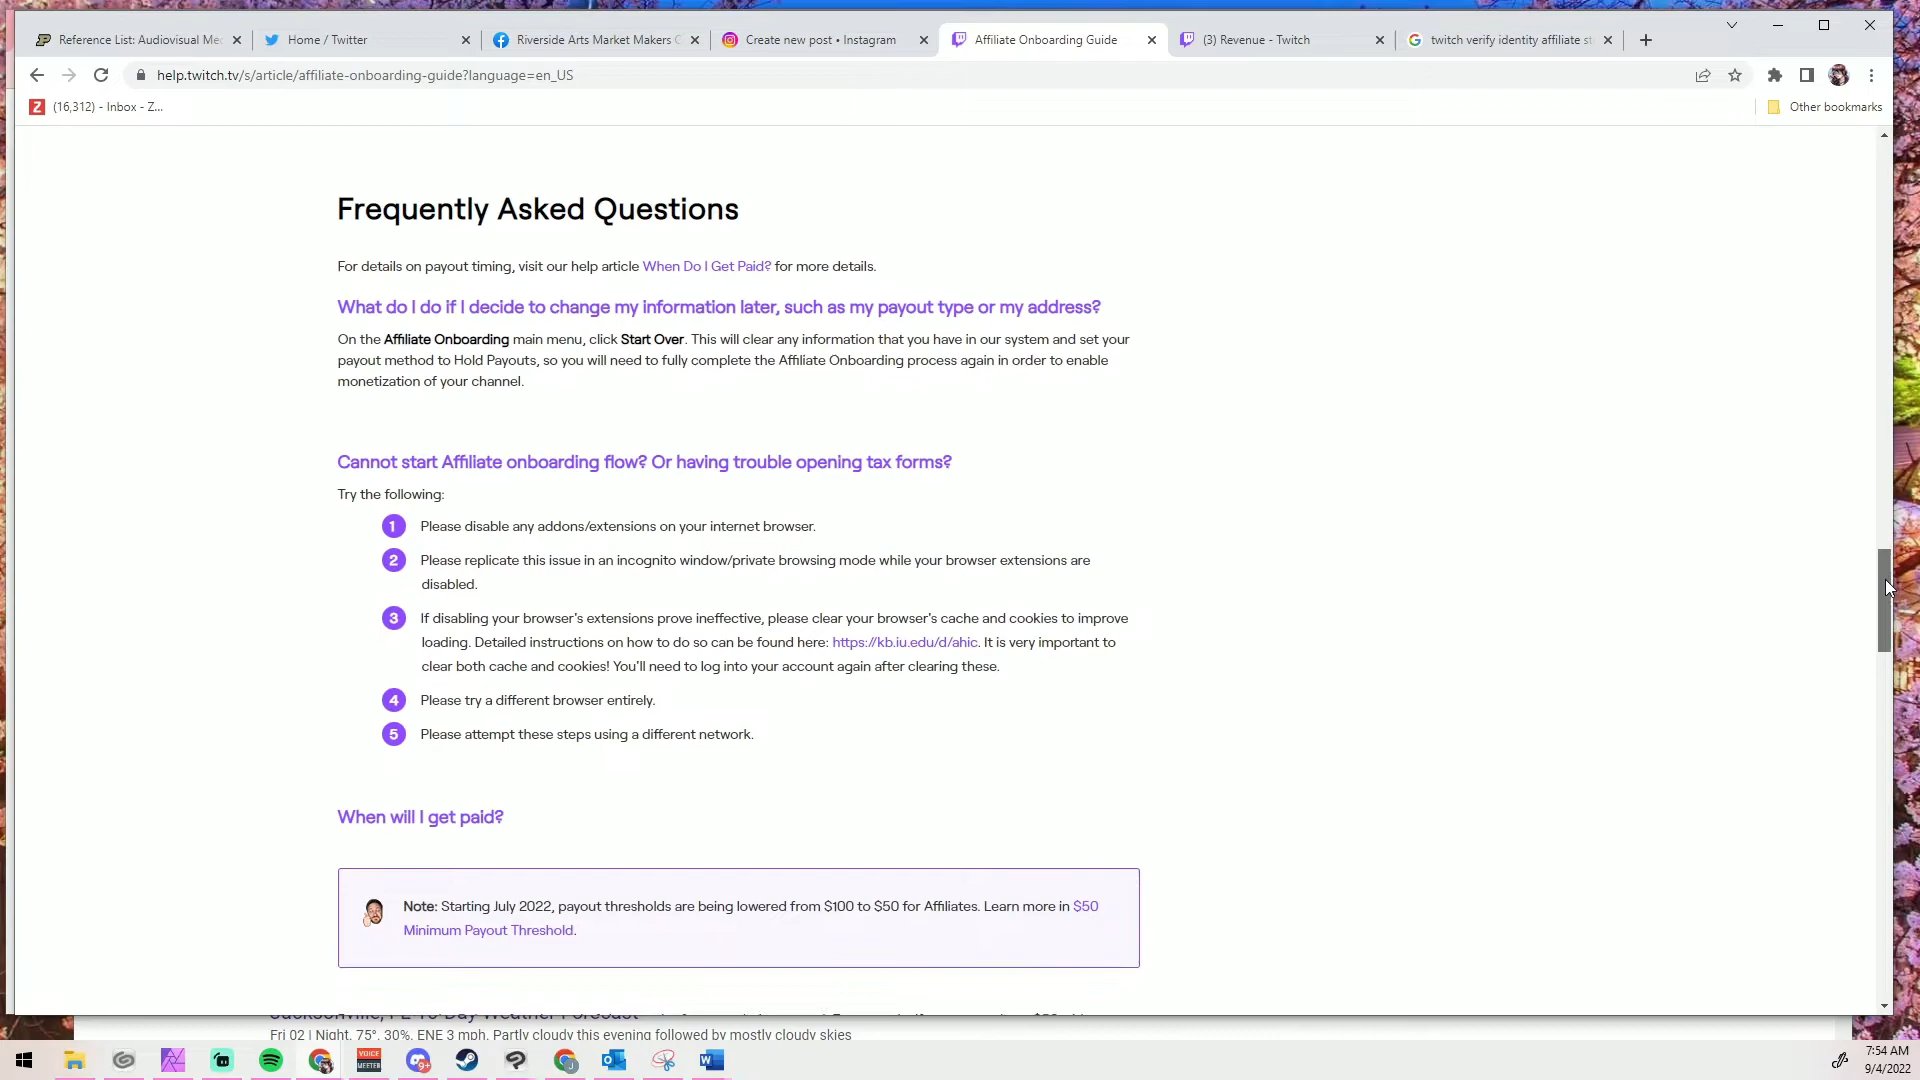 Reference List: Audiovisual Me
Home / Twitter
Riverside Arts Market Makers C
Create new post • Instagram
Affiliate Onboarding Guide
(3) Revenue - Twitch
twitch verify identity affiliate st
help.twitch.tv/s/article/affiliate-onboarding-guide?language=en_US
Z (16,312) - Inbox - Z...
Other bookmarks
Frequently Asked Questions
For details on payout timing, visit our help article When Do I Get Paid? for more details.
What do I do if I decide to change my information later, such as my payout type or my address?
On the Affiliate Onboarding main menu, click Start Over. This will clear any information that you have in our system and set your
payout method to Hold Payouts, so you will need to fully complete the Affiliate Onboarding process again in order to enable
monetization of your channel.
Cannot start Affiliate onboarding flow? Or having trouble opening tax forms?
Try the following:
1 Please disable any addons/extensions on your internet browser.
2 Please replicate this issue in an incognito window/private browsing mode while your browser extensions are
disabled.
3 If disabling your browser's extensions prove ineffective, please clear your browser's cache and cookies to improve
loading. Detailed instructions on how to do so can be found here: https://kb.iu.edu/d/ahic. It is very important to
clear both cache and cookies! You'll need to log into your account again after clearing these.
4 Please try a different browser entirely.
5 Please attempt these steps using a different network.
When will I get paid?
Note: Starting July 2022, payout thresholds are being lowered from $100 to $50 for Affiliates. Learn more in $50
Minimum Payout Threshold.
Fri 02 | Night. 75°. 30%. ENE 3 mph. Partly cloudy this evening followed by mostly cloudy skies
VOICE
MEETER
9+
7:54 AM
9/4/2022